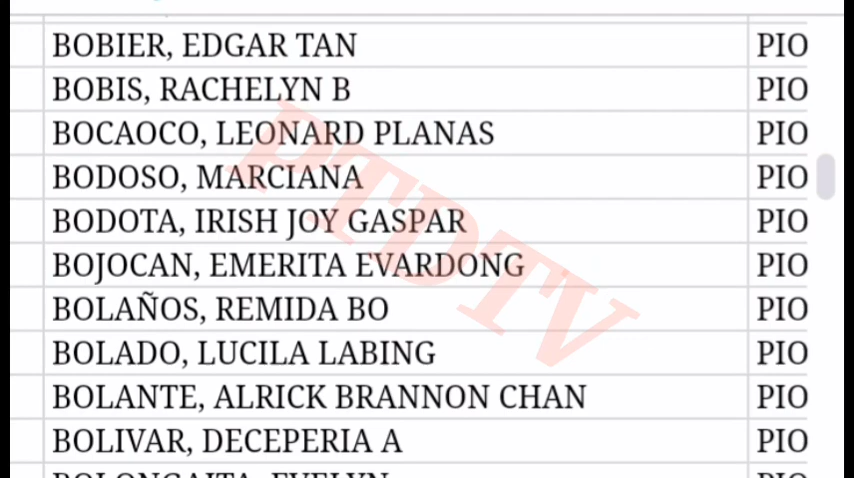 BOBIER, EDGAR TAN PIO
BOBIS, RACHELYN B PIO
BOCAOCO, LEONARD PLANAS PIO
BODOSO, MARCIANA PIO
BODOTA, IRISH JOY GASPAR PIO
BOJOCAN, EMERITA EVARDONG PIO
BOLAÑOS, REMIDA BO PIO
BOLADO, LUCILA LABING PIO
BOLANTE, ALRICK BRANNON CHAN PIO
BOLIVAR, DECEPERIA A PIO
PTDTV